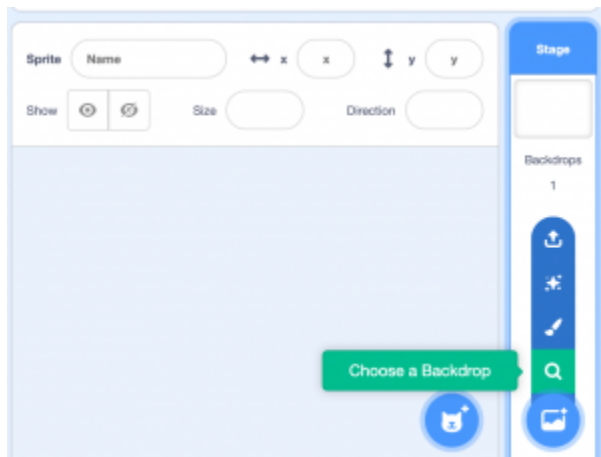 Sprite Name x x y y
Show Size Direction
Stage
Backdrops
1
Choose a Backdrop